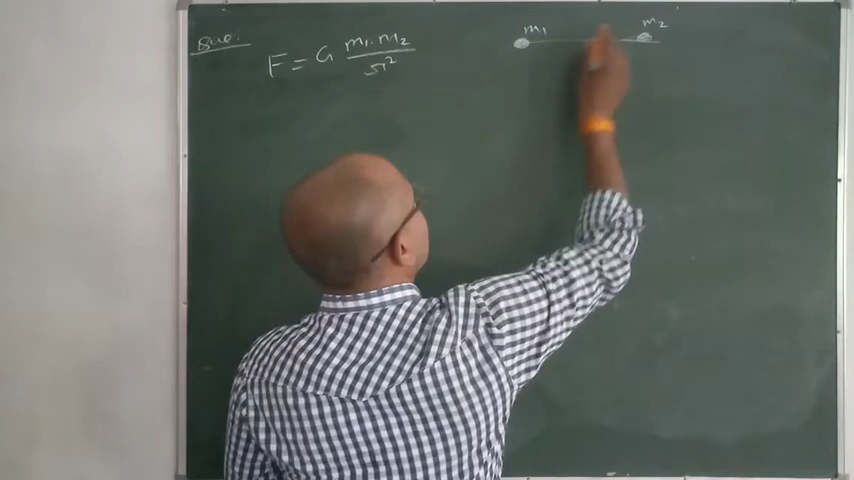 Que:
F = G m₁.m₂ / r²
m₁ m₂